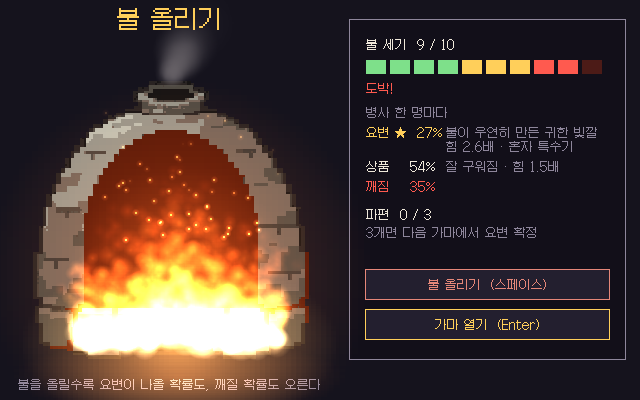 불 올리기
불 세기 9 / 10
도박!
병사 한 명마다
요변 ★ 27% 불이 우연히 만든 귀한 빛깔
힘 2.6배 · 혼자 특수기
상품 54% 잘 구워짐 · 힘 1.5배
깨짐 35%
파편 0 / 3
3개면 다음 가마에서 요변 확정
불 올리기 (스페이스)
가마 열기 (Enter)
불을 올릴수록 요변이 나올 확률도, 깨질 확률도 오른다